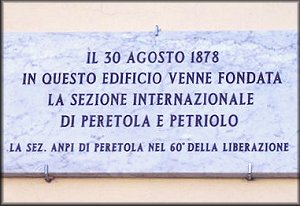 IL 30 AGOSTO 1878
IN QUESTO EDIFICIO VENNE FONDATA
LA SEZIONE INTERNAZIONALE
DI PERETOLA E PETRIOLO
LA SEZ. ANPI DI PERETOLA NEL 60° DELLA LIBERAZIONE